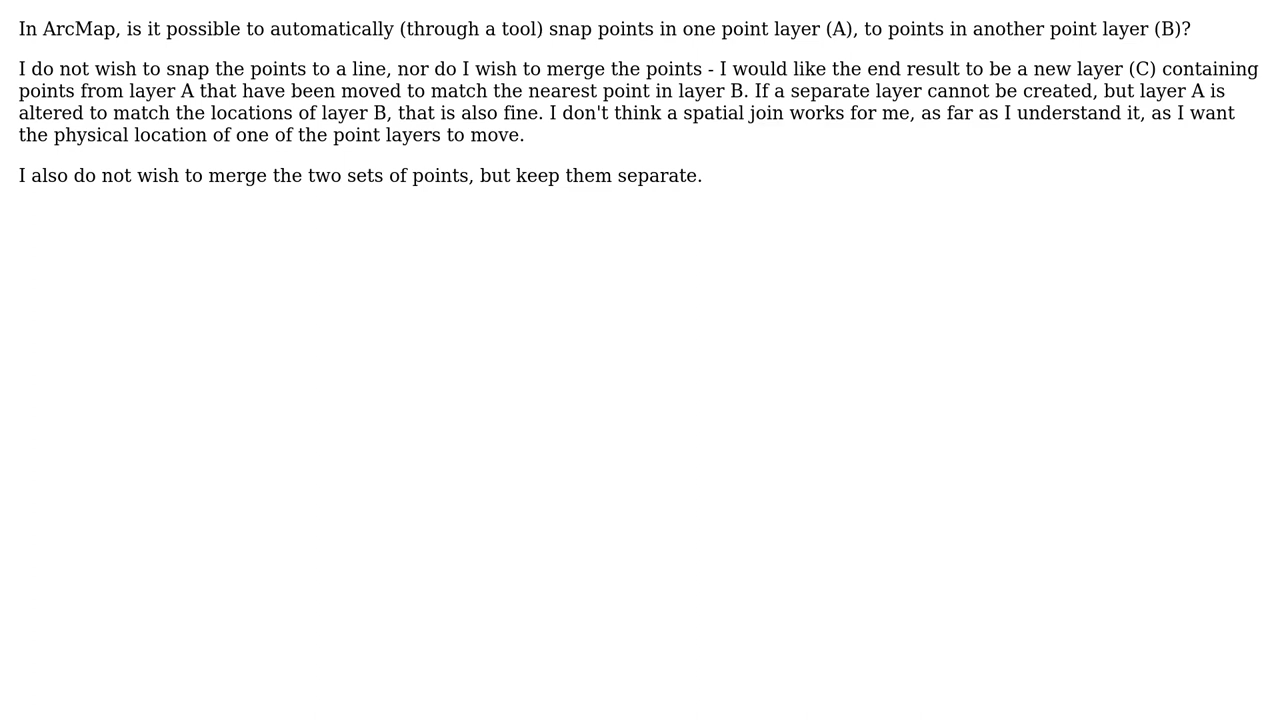 In ArcMap, is it possible to automatically (through a tool) snap points in one point layer (A), to points in another point layer (B)?
I do not wish to snap the points to a line, nor do I wish to merge the points - I would like the end result to be a new layer (C) containing
points from layer A that have been moved to match the nearest point in layer B. If a separate layer cannot be created, but layer A is
altered to match the locations of layer B, that is also fine. I don't think a spatial join works for me, as far as I understand it, as I want
the physical location of one of the point layers to move.
I also do not wish to merge the two sets of points, but keep them separate.